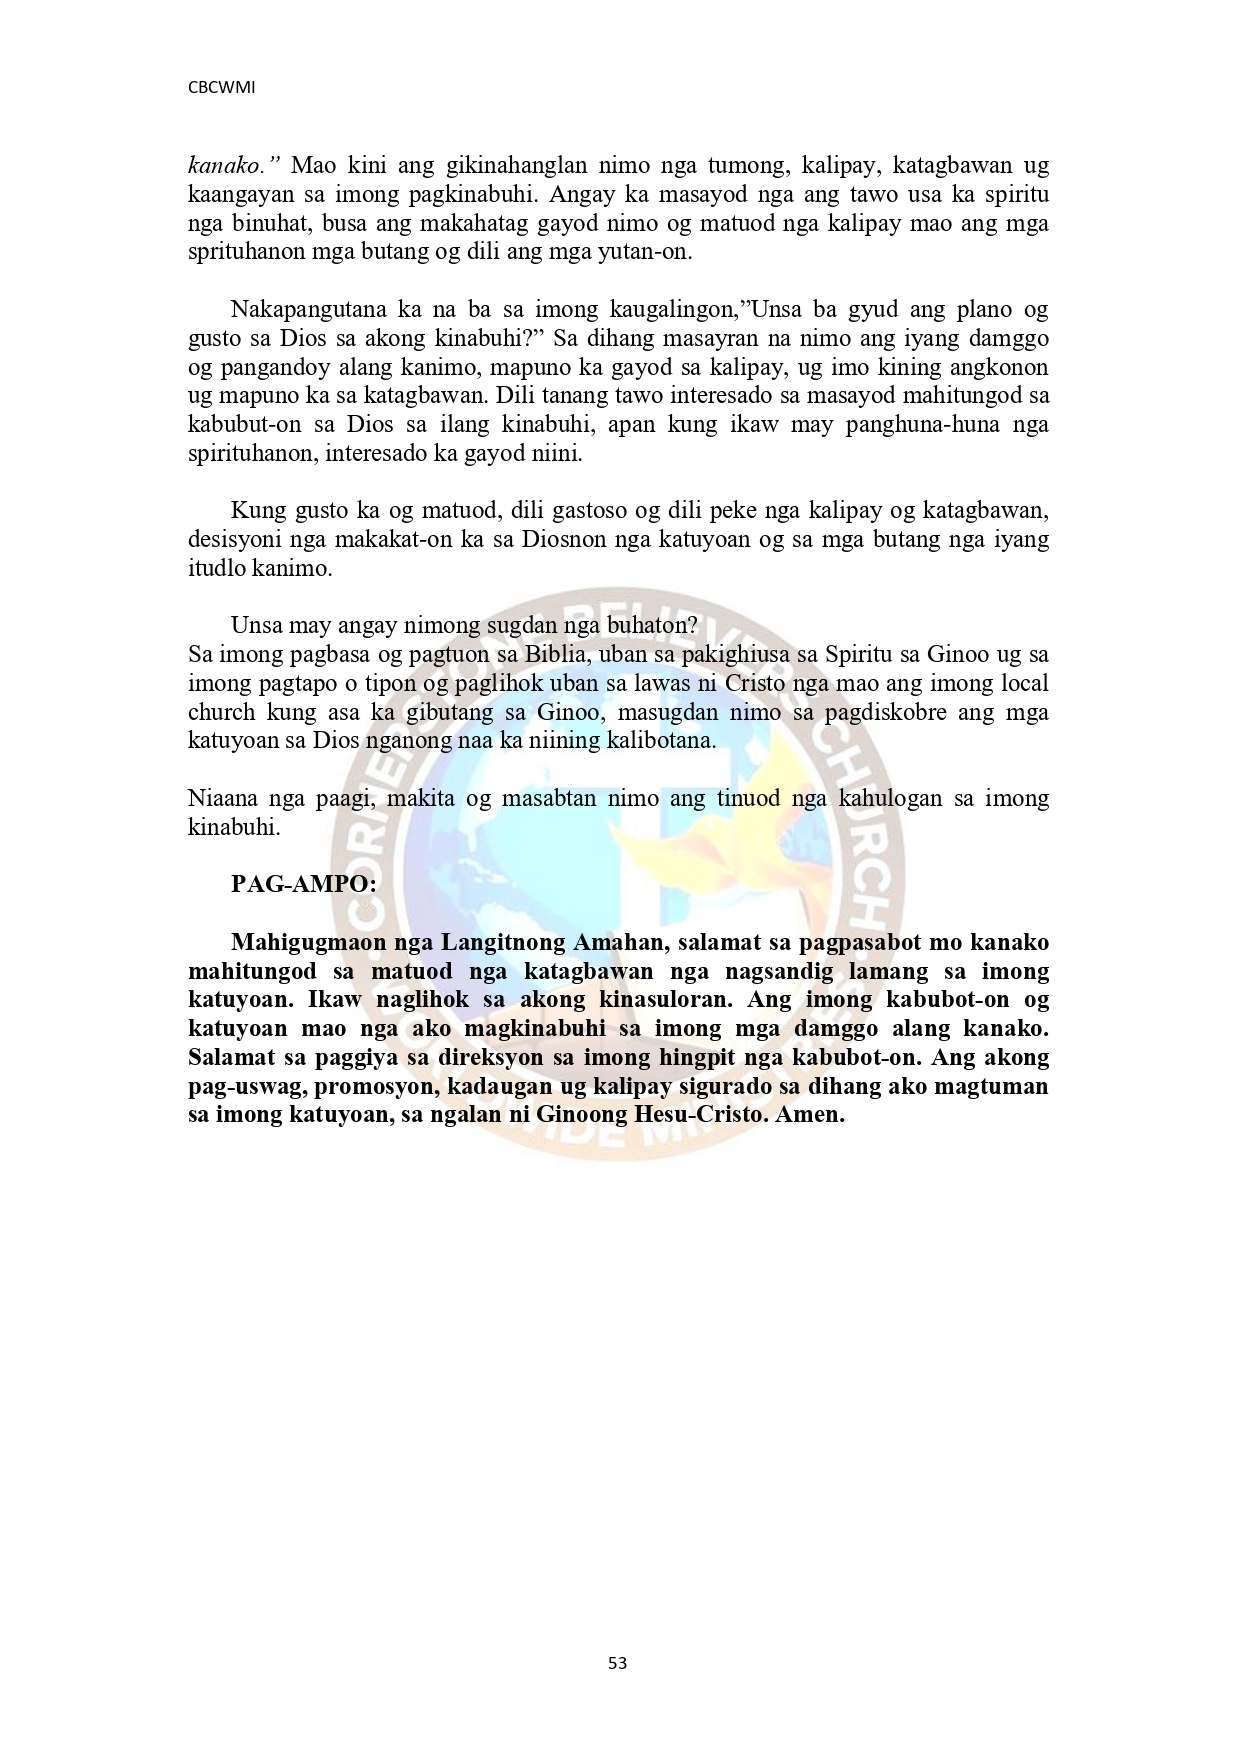 CBCWMI
kanako.” Mao kini ang gikinahanglan nimo nga tumong, kalipay, katagbawan ug
kaangayan sa imong pagkinabuhi. Angay ka masayod nga ang tawo usa ka spiritu
nga binuhat, busa ang makahatag gayod nimo og matuod nga kalipay mao ang mga
sprituhanon mga butang og dili ang mga yutan-on.
Nakapangutana ka na ba sa imong kaugalingon,”Unsa ba gyud ang plano og
gusto sa Dios sa akong kinabuhi?” Sa dihang masayran na nimo ang iyang damggo
og pangandoy alang kanimo, mapuno ka gayod sa kalipay, ug imo kining angkonon
ug mapuno ka sa katagbawan. Dili tanang tawo interesado sa masayod mahitungod sa
kabubut-on sa Dios sa ilang kinabuhi, apan kung ikaw may panghuna-huna nga
spirituhanon, interesado ka gayod niini.
Kung gusto ka og matuod, dili gastoso og dili peke nga kalipay og katagbawan,
desisyoni nga makakat-on ka sa Diosnon nga katuyoan og sa mga butang nga iyang
itudlo kanimo.
Unsa may angay nimong sugdan nga buhaton?
Sa imong pagbasa og pagtuon sa Biblia, uban sa pakighiusa sa Spiritu sa Ginoo ug sa
imong pagtapo o tipon og paglihok uban sa lawas ni Cristo nga mao ang imong local
church kung asa ka gibutang sa Ginoo, masugdan nimo sa pagdiskobre ang mga
katuyoan sa Dios nganong naa ka niining kalibotana.
Niaana nga paagi, makita og masabtan nimo ang tinuod nga kahulogan sa imong
kinabuhi.
PAG-AMPO:
Mahigugmaon nga Langitnong Amahan, salamat sa pagpasabot mo kanako
mahitungod sa matuod nga katagbawan nga nagsandig lamang sa imong
katuyoan. Ikaw naglihok sa akong kinasuloran. Ang imong kabubot-on og
katuyoan mao nga ako magkinabuhi sa imong mga damggo alang kanako.
Salamat sa paggiya sa direksyon sa imong hingpit nga kabubot-on. Ang akong
pag-uswag, promosyon, kadaugan ug kalipay sigurado sa dihang ako magtuman
sa imong katuyoan, sa ngalan ni Ginoong Hesu-Cristo. Amen.
CORNERSTONE BELIEVERS CHURCH
WORLDWIDE MINISTRIES
53